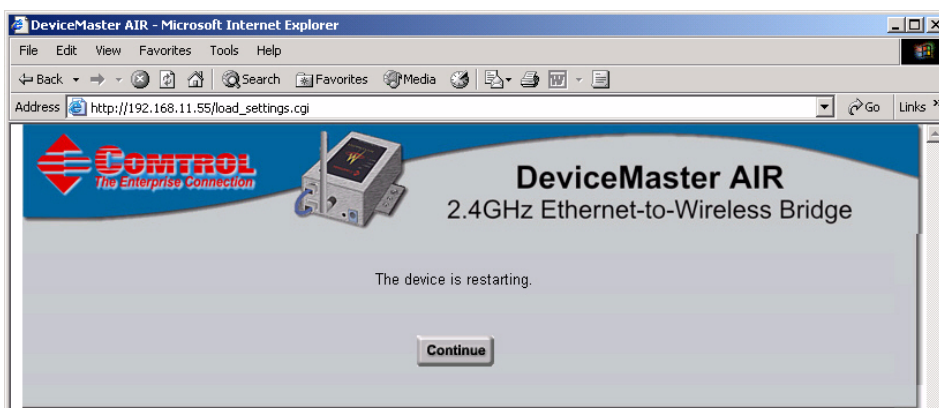 DeviceMaster AIR - Microsoft Internet Explorer
File Edit View Favorites Tools Help
Back Search Favorites Media
Address http://192.168.11.55/load_settings.cgi Go Links »
COMTROL
The Enterprise Connection
DeviceMaster AIR
2.4GHz Ethernet-to-Wireless Bridge
The device is restarting.
Continue